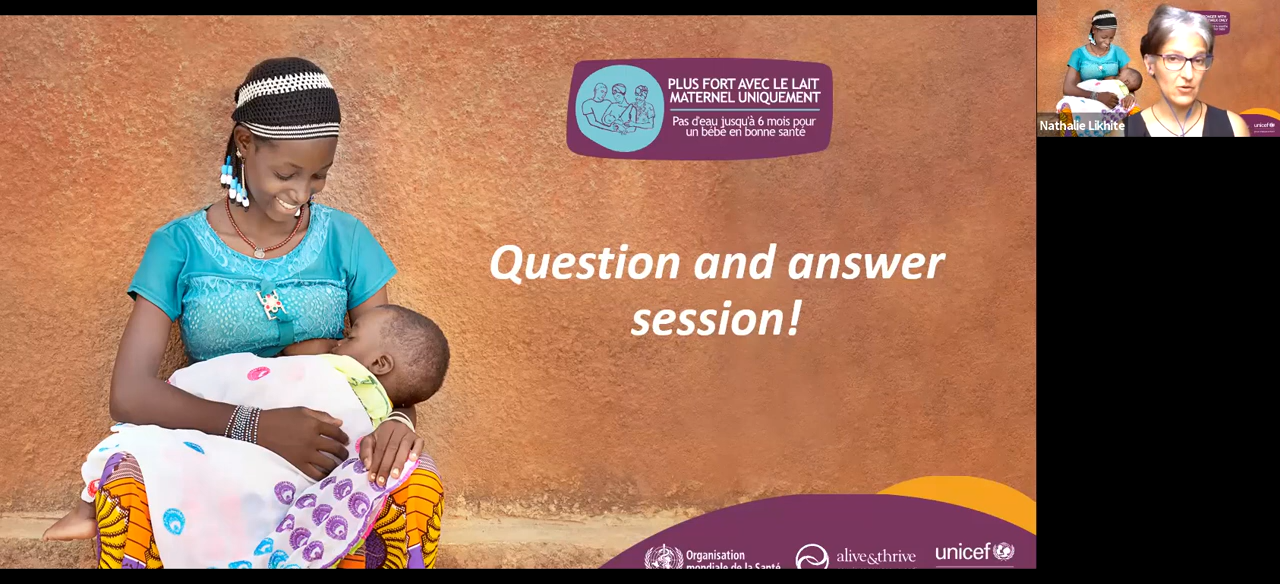 PLUS FORT AVEC LE LAIT
MATERNEL UNIQUEMENT
Pas d'eau jusqu'à 6 mois pour
un bébé en bonne santé
Question and answer
session!
Organisation
mondiale de la Santé
alive&thrive
unicef
Nathalie Likhite
unicef